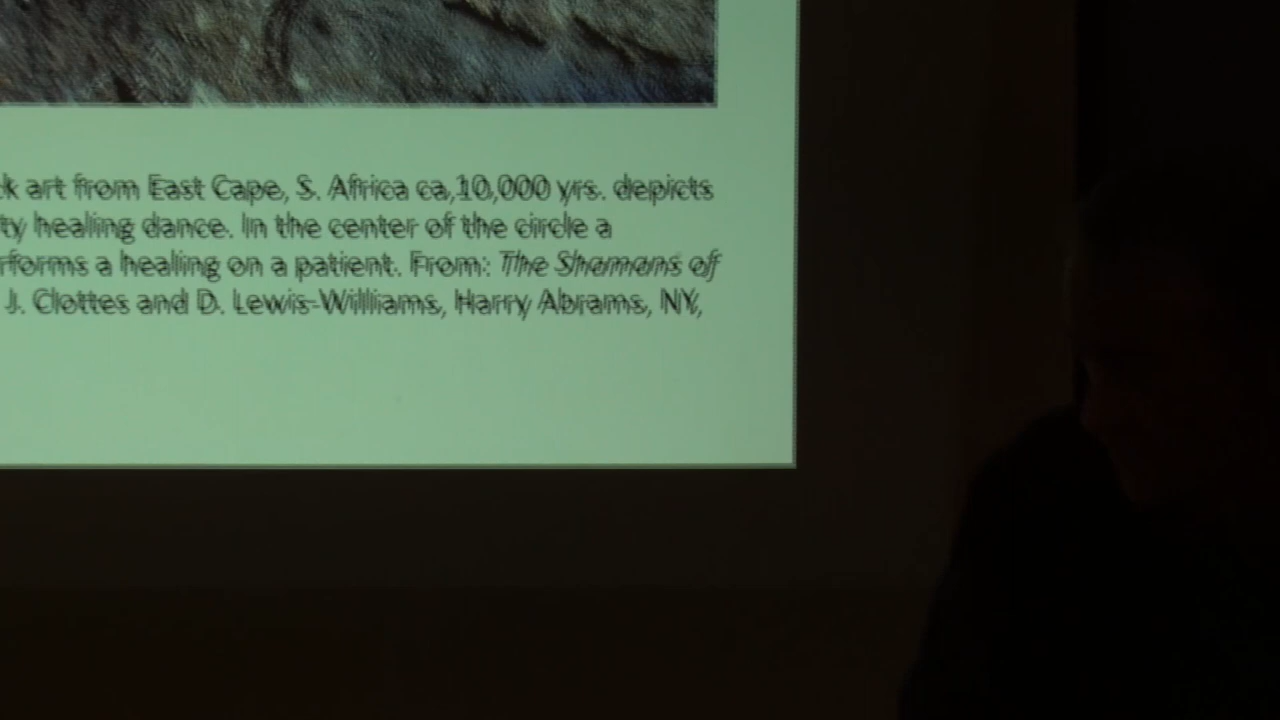 ck art from East Cape, S. Africa ca,10,000 yrs. depicts
ty healing dance. In the center of the circle a
rforms a healing on a patient. From: The Shamans of
J. Clottes and D. Lewis-Williams, Harry Abrams, NY,